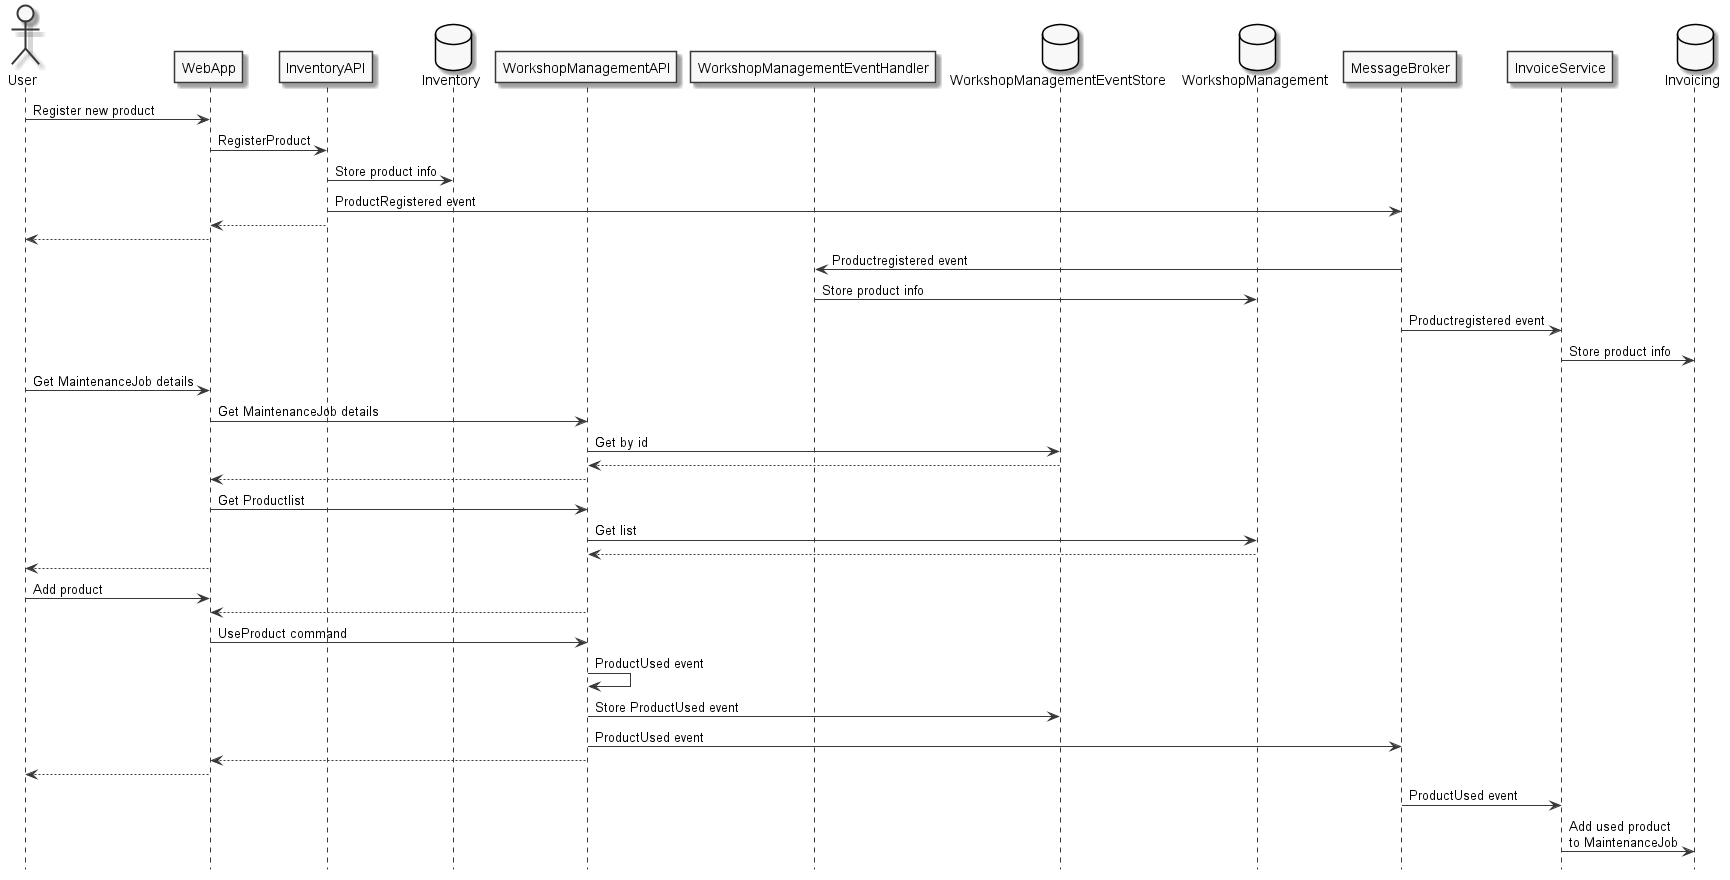 User
WebApp
InventoryAPI
Inventory
WorkshopManagementAPI
WorkshopManagementEventHandler
WorkshopManagementEventStore
WorkshopManagement
MessageBroker
InvoiceService
Invoicing
Register new product
RegisterProduct
Store product info
ProductRegistered event
Productregistered event
Store product info
Productregistered event
Store product info
Get MaintenanceJob details
Get MaintenanceJob details
Get by id
Get Productlist
Get list
Add product
UseProduct command
ProductUsed event
Store ProductUsed event
ProductUsed event
ProductUsed event
Add used product
to MaintenanceJob